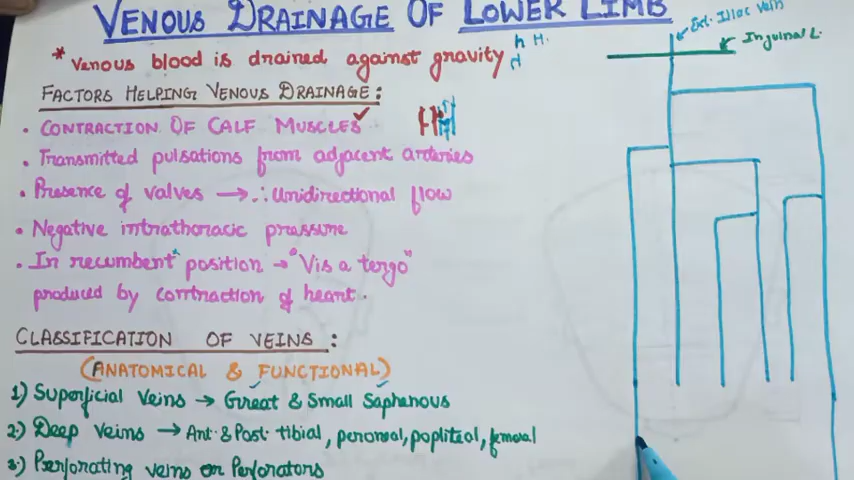 VENOUS DRAINAGE OF LOWER LIMB
Ext. Iliac Vein
Inguinal L.
* Venous blood is drained against gravity
h H.
d
FACTORS HELPING VENOUS DRAINAGE:
• CONTRACTION OF CALF MUSCLES ✓
• Transmitted pulsations from adjacent arteries
• Presence of valves → ∴ Unidirectional flow
• Negative intrathoracic pressure
• In recumbent* position → "Vis a tergo"
produced by contraction of heart.
CLASSIFICATION OF VEINS :
(ANATOMICAL & FUNCTIONAL)
1) Superficial Veins → Great & Small Saphenous
2) Deep Veins → Ant. & Post. tibial, peroneal, popliteal, femoral
3) Perforating veins or Perforators